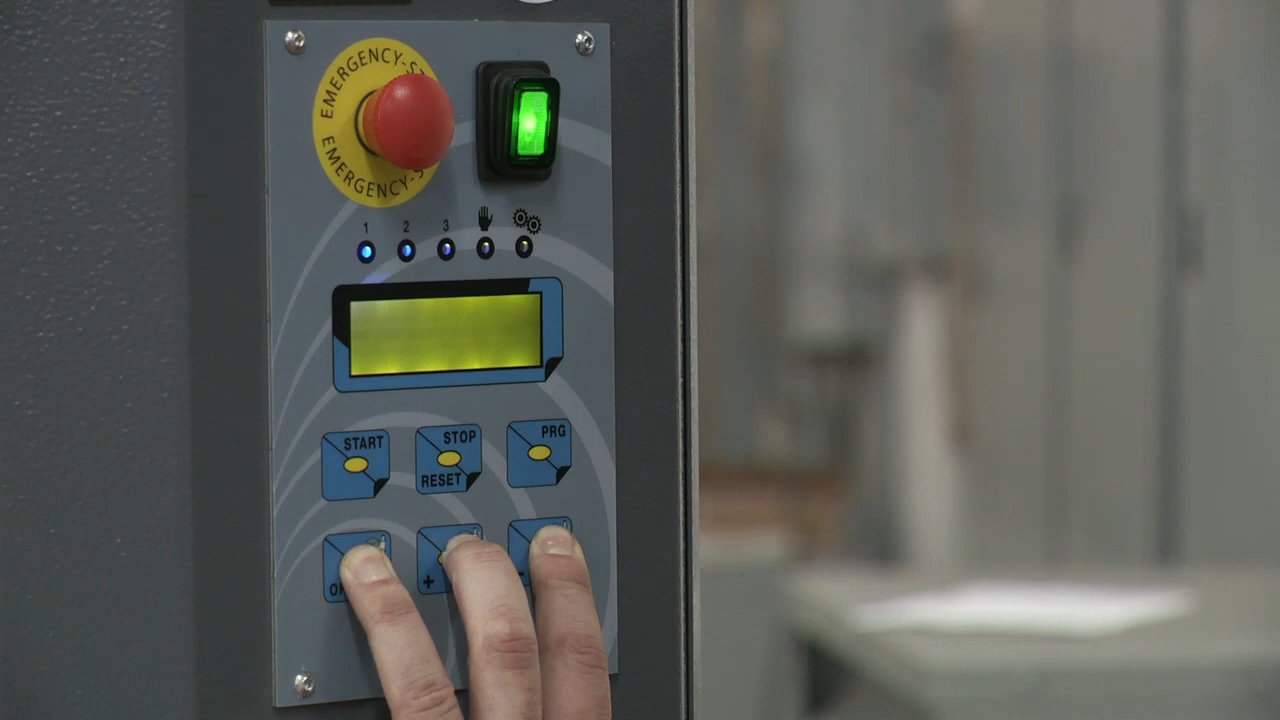 EMERGENCY-S
EMERGENCY-S
1 2 3
START
STOP
RESET
PRG
+
-